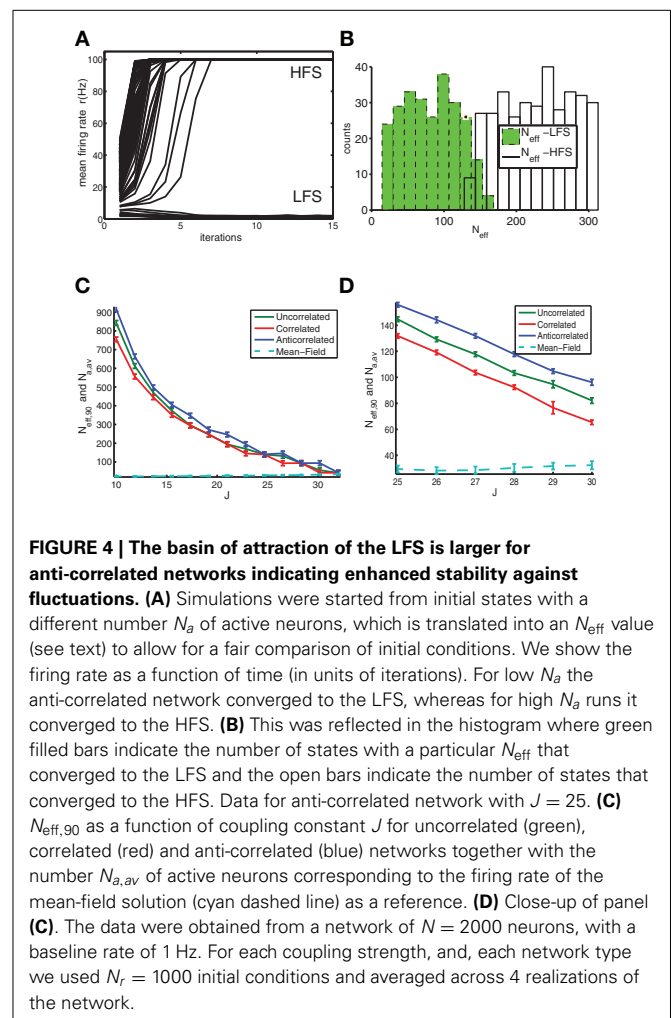 A
B
mean firing rate r(Hz)
100
80
60
40
20
0
HFS
LFS
0
5
10
15
iterations
counts
40
30
20
10
0
N_eff –LFS
N_eff –HFS
0
100
200
300
N_eff
C
D
N_eff,90 and N_a,av
900
800
700
600
500
400
300
200
100
Uncorrelated
Correlated
Anticorrelated
Mean–Field
10
15
20
25
30
J
N_eff,90 and N_a,av
140
120
100
80
60
40
Uncorrelated
Correlated
Anticorrelated
Mean–Field
25
26
27
28
29
30
J
FIGURE 4 | The basin of attraction of the LFS is larger for
anti-correlated networks indicating enhanced stability against
fluctuations. (A) Simulations were started from initial states with a
different number N_a of active neurons, which is translated into an N_eff value
(see text) to allow for a fair comparison of initial conditions. We show the
firing rate as a function of time (in units of iterations). For low N_a the
anti-correlated network converged to the LFS, whereas for high N_a runs it
converged to the HFS. (B) This was reflected in the histogram where green
filled bars indicate the number of states with a particular N_eff that
converged to the LFS and the open bars indicate the number of states that
converged to the HFS. Data for anti-correlated network with J = 25. (C)
N_eff,90 as a function of coupling constant J for uncorrelated (green),
correlated (red) and anti-correlated (blue) networks together with the
number N_a,av of active neurons corresponding to the firing rate of the
mean-field solution (cyan dashed line) as a reference. (D) Close-up of panel
(C). The data were obtained from a network of N = 2000 neurons, with a
baseline rate of 1 Hz. For each coupling strength, and, each network type
we used N_r = 1000 initial conditions and averaged across 4 realizations of
the network.